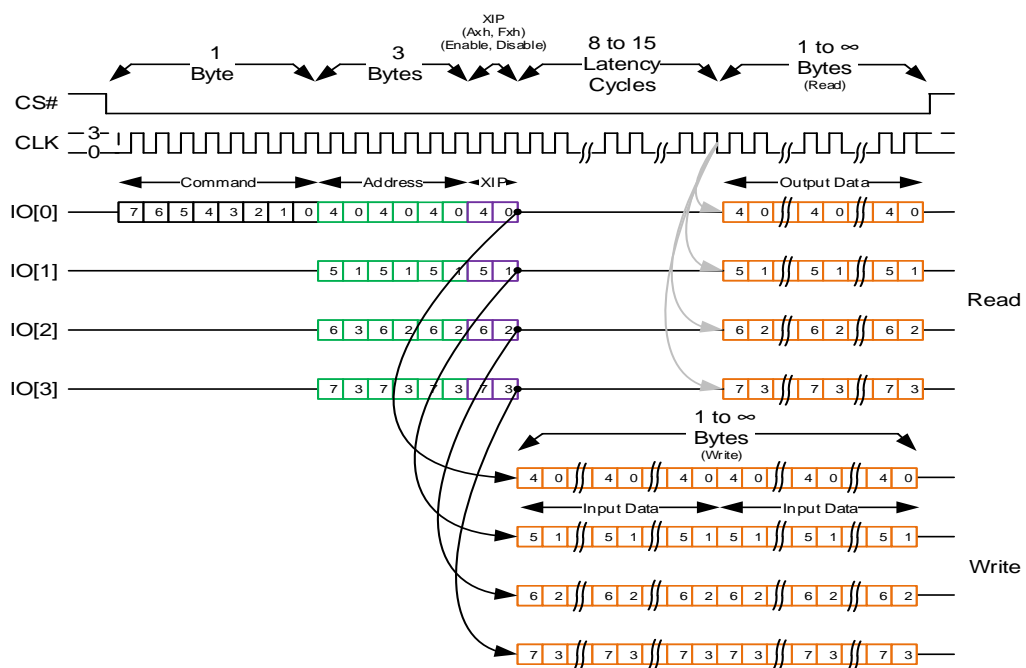 1
Byte
3
Bytes
XIP
(Axh, Fxh)
(Enable, Disable)
8 to 15
Latency
Cycles
1 to ∞
Bytes
(Read)
CS#
CLK
3
0
Command
Address
XIP
Output Data
IO[0] 7 6 5 4 3 2 1 0 4 0 4 0 4 0 4 0 4 0 4 0 4 0
IO[1] 5 1 5 1 5 1 5 1 5 1 5 1 5 1
Read
IO[2] 6 3 6 2 6 2 6 2 6 2 6 2 6 2
IO[3] 7 3 7 3 7 3 7 3 7 3 7 3 7 3
1 to ∞
Bytes
(Write)
4 0 4 0 4 0 4 0 4 0 4 0
Input Data Input Data
5 1 5 1 5 1 5 1 5 1 5 1
Write
6 2 6 2 6 2 6 2 6 2 6 2
7 3 7 3 7 3 7 3 7 3 7 3